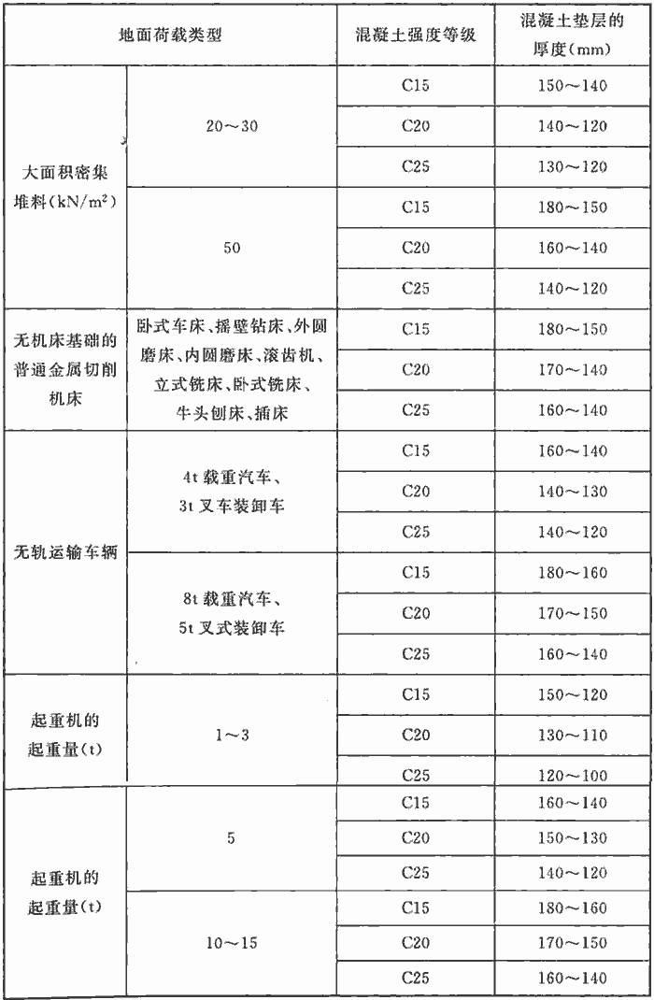 地面荷载类型
混凝土强度等级
混凝土垫层的
厚度(mm)
大面积密集
堆料(kN/m²)
20～30
C15
150～140
C20
140～120
C25
130～120
50
C15
180～150
C20
160～140
C25
140～120
无机床基础的
普通金属切削
机床
卧式车床、摇壁钻床、外圆
磨床、内圆磨床、滚齿机、
立式铣床、卧式铣床、
牛头刨床、插床
C15
180～150
C20
170～140
C25
160～140
无轨运输车辆
4t 载重汽车、
3t 叉车装卸车
C15
160～140
C20
140～130
C25
140～120
8t 载重汽车、
5t 叉式装卸车
C15
180～160
C20
170～150
C25
160～140
起重机的
起重量(t)
1～3
C15
150～120
C20
130～110
C25
120～100
起重机的
起重量(t)
5
C15
160～140
C20
150～130
C25
140～120
10～15
C15
180～160
C20
170～150
C25
160～140